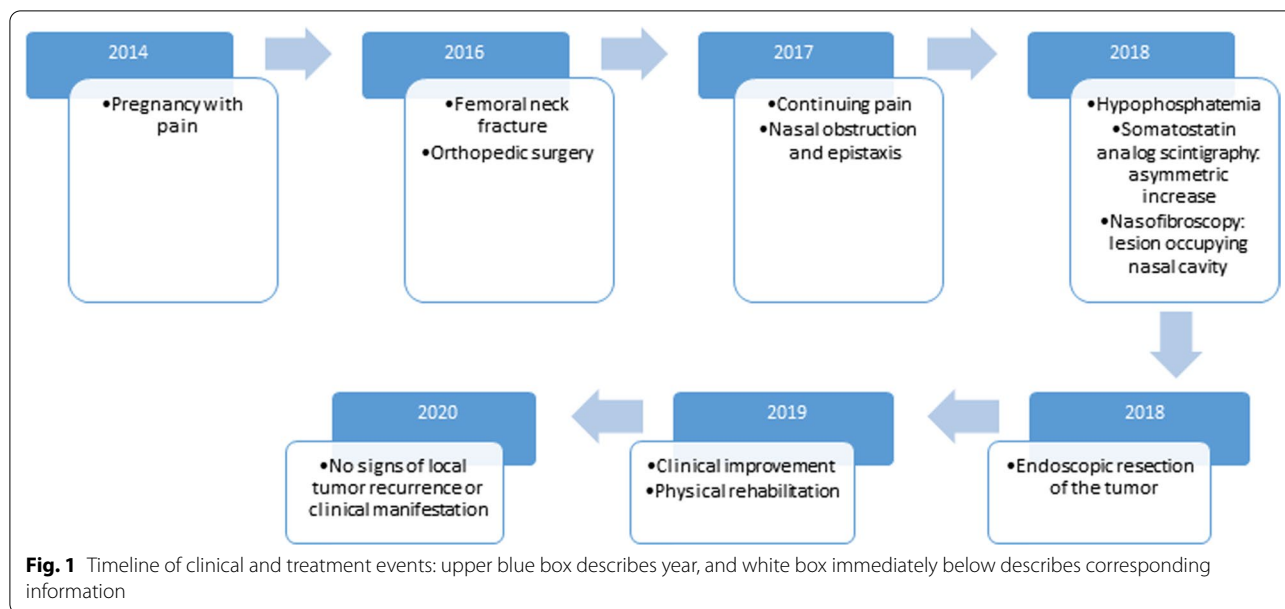 2014
•Pregnancy with
pain
2016
•Femoral neck
fracture
•Orthopedic surgery
2017
•Continuing pain
•Nasal obstruction
and epistaxis
2018
•Hypophosphatemia
•Somatostatin
analog scintigraphy:
asymmetric
increase
•Nasofibroscopy:
lesion occupying
nasal cavity
2018
•Endoscopic resection
of the tumor
2019
•Clinical improvement
•Physical rehabilitation
2020
•No signs of local
tumor recurrence or
clinical manifestation
Fig. 1 Timeline of clinical and treatment events: upper blue box describes year, and white box immediately below describes corresponding
information